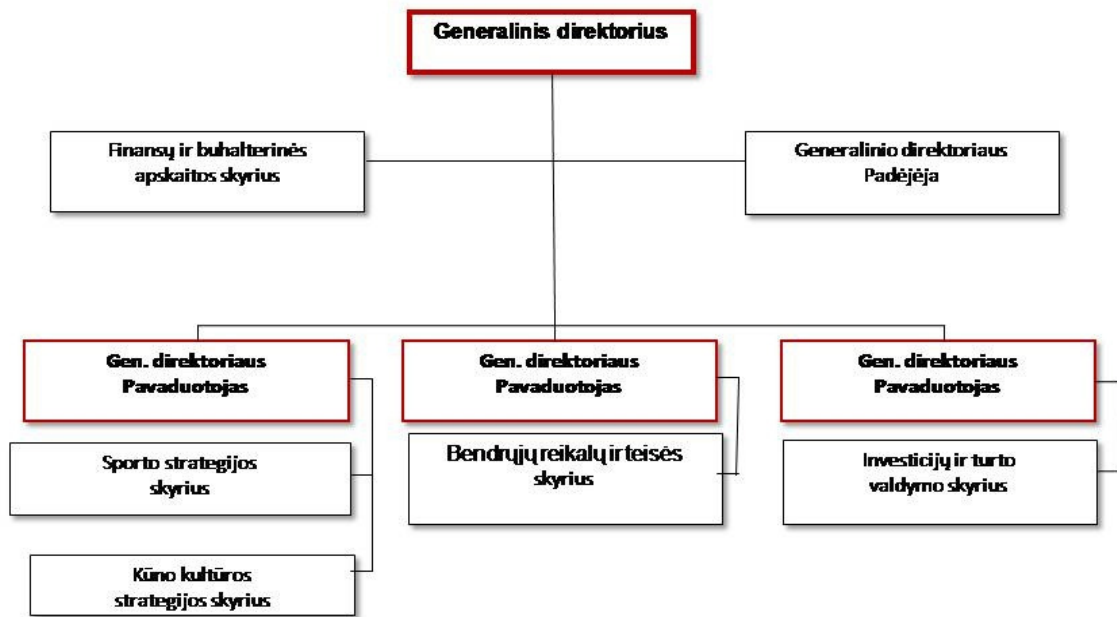 Generalinis direktorius
Finansų ir buhalterinės
apskaitos skyrius
Generalinio direktoriaus
Padėjėja
Gen. direktoriaus
Pavaduotojas
Gen. direktoriaus
Pavaduotojas
Gen. direktoriaus
Pavaduotojas
Sporto strategijos
skyrius
Bendrųjų reikalų ir teisės
skyrius
Investicijų ir turto
valdymo skyrius
Kūno kultūros
strategijos skyrius